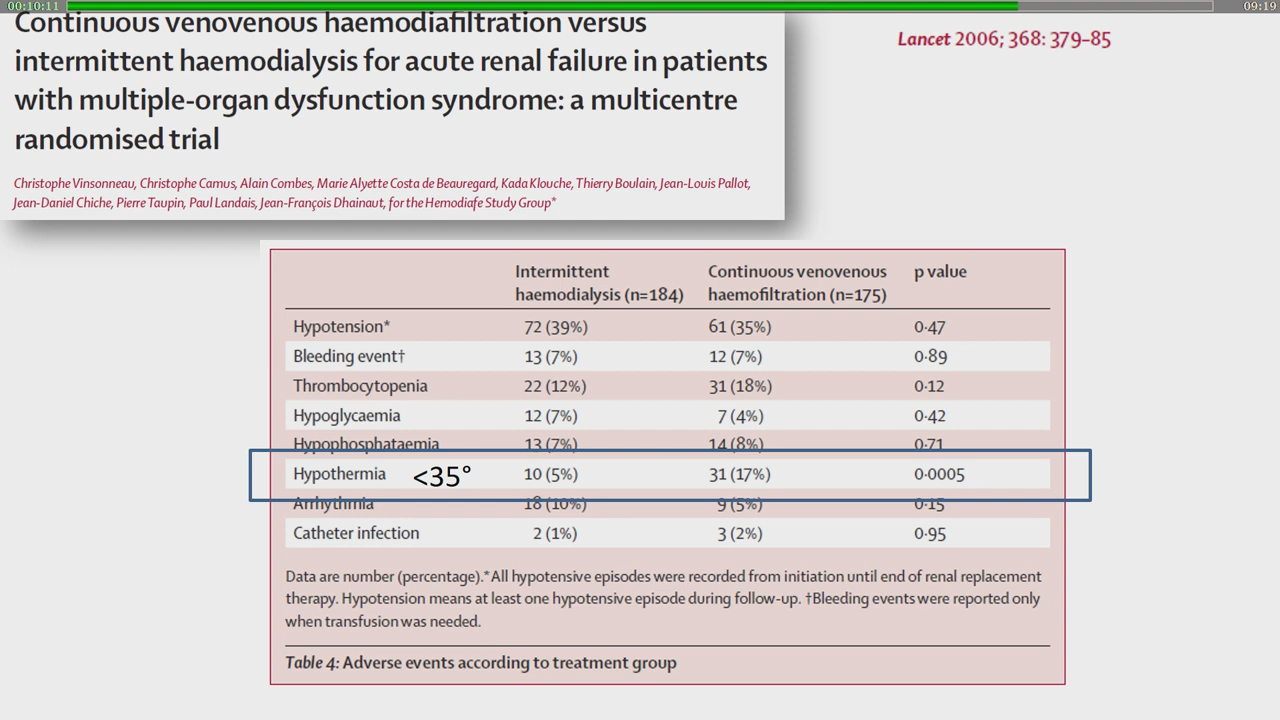 00:10:11
09:19
Continuous venovenous haemodiafiltration versus
intermittent haemodialysis for acute renal failure in patients
with multiple-organ dysfunction syndrome: a multicentre
randomised trial
Christophe Vinsonneau, Christophe Camus, Alain Combes, Marie Alyette Costa de Beauregard, Kada Klouche, Thierry Boulain, Jean-Louis Pallot,
Jean-Daniel Chiche, Pierre Taupin, Paul Landais, Jean-François Dhainaut, for the Hemodiafe Study Group*
Lancet 2006; 368: 379–85
Intermittent haemodialysis (n=184)
Continuous venovenous haemofiltration (n=175)
p value
Hypotension* 72 (39%) 61 (35%) 0·47
Bleeding event† 13 (7%) 12 (7%) 0·89
Thrombocytopenia 22 (12%) 31 (18%) 0·12
Hypoglycaemia 12 (7%) 7 (4%) 0·42
Hypophosphataemia 13 (7%) 14 (8%) 0·71
Hypothermia <35° 10 (5%) 31 (17%) 0·0005
Arrhythmia 18 (10%) 9 (5%) 0·15
Catheter infection 2 (1%) 3 (2%) 0·95
Data are number (percentage).*All hypotensive episodes were recorded from initiation until end of renal replacement
therapy. Hypotension means at least one hypotensive episode during follow-up. †Bleeding events were reported only
when transfusion was needed.
Table 4: Adverse events according to treatment group